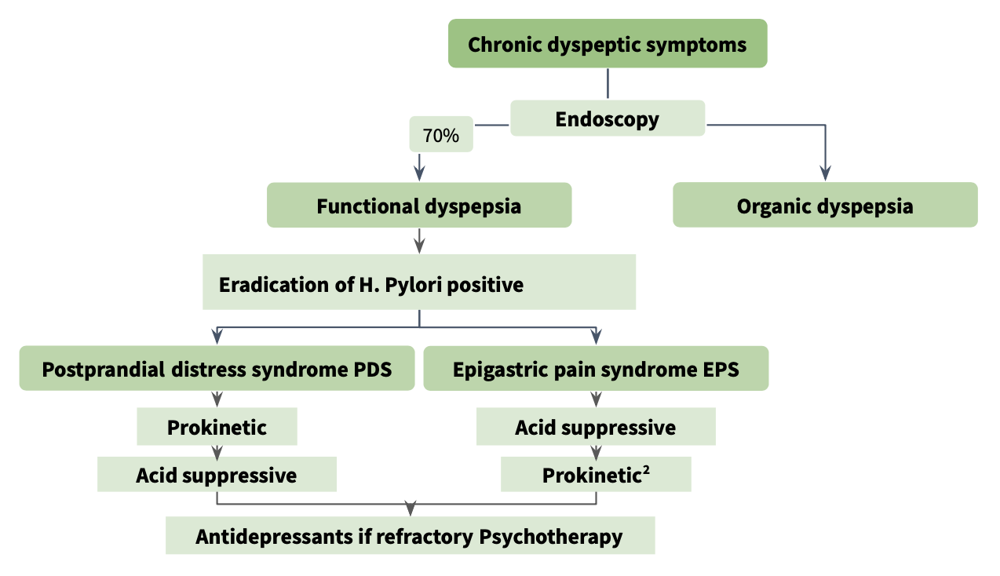 Chronic dyspeptic symptoms
Endoscopy
70%
Functional dyspepsia
Organic dyspepsia
Eradication of H. Pylori positive
Postprandial distress syndrome PDS
Epigastric pain syndrome EPS
Prokinetic
Acid suppressive
Acid suppressive
Prokinetic²
Antidepressants if refractory Psychotherapy